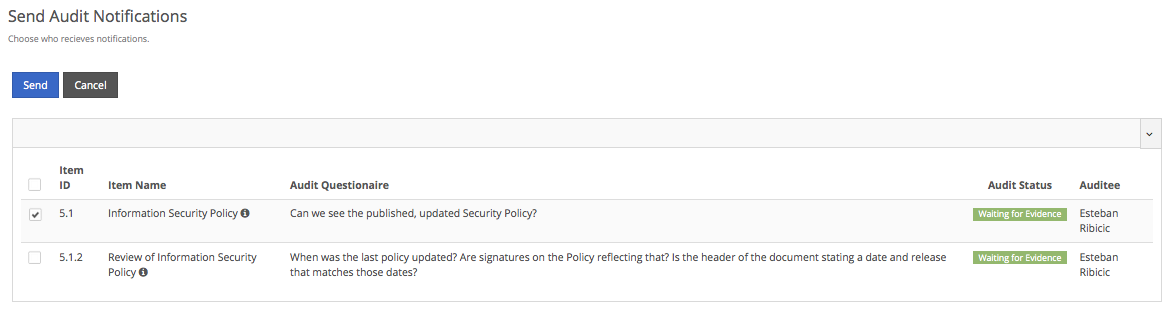 Send Audit Notifications
Choose who recieves notifications.
Send Cancel
Item
ID Item Name Audit Questionaire Audit Status Auditee
5.1 Information Security Policy Can we see the published, updated Security Policy? Waiting for Evidence Esteban
Ribicic
5.1.2 Review of Information Security When was the last policy updated? Are signatures on the Policy reflecting that? Is the header of the document stating a date and release Waiting for Evidence Esteban
Policy that matches those dates? Ribicic